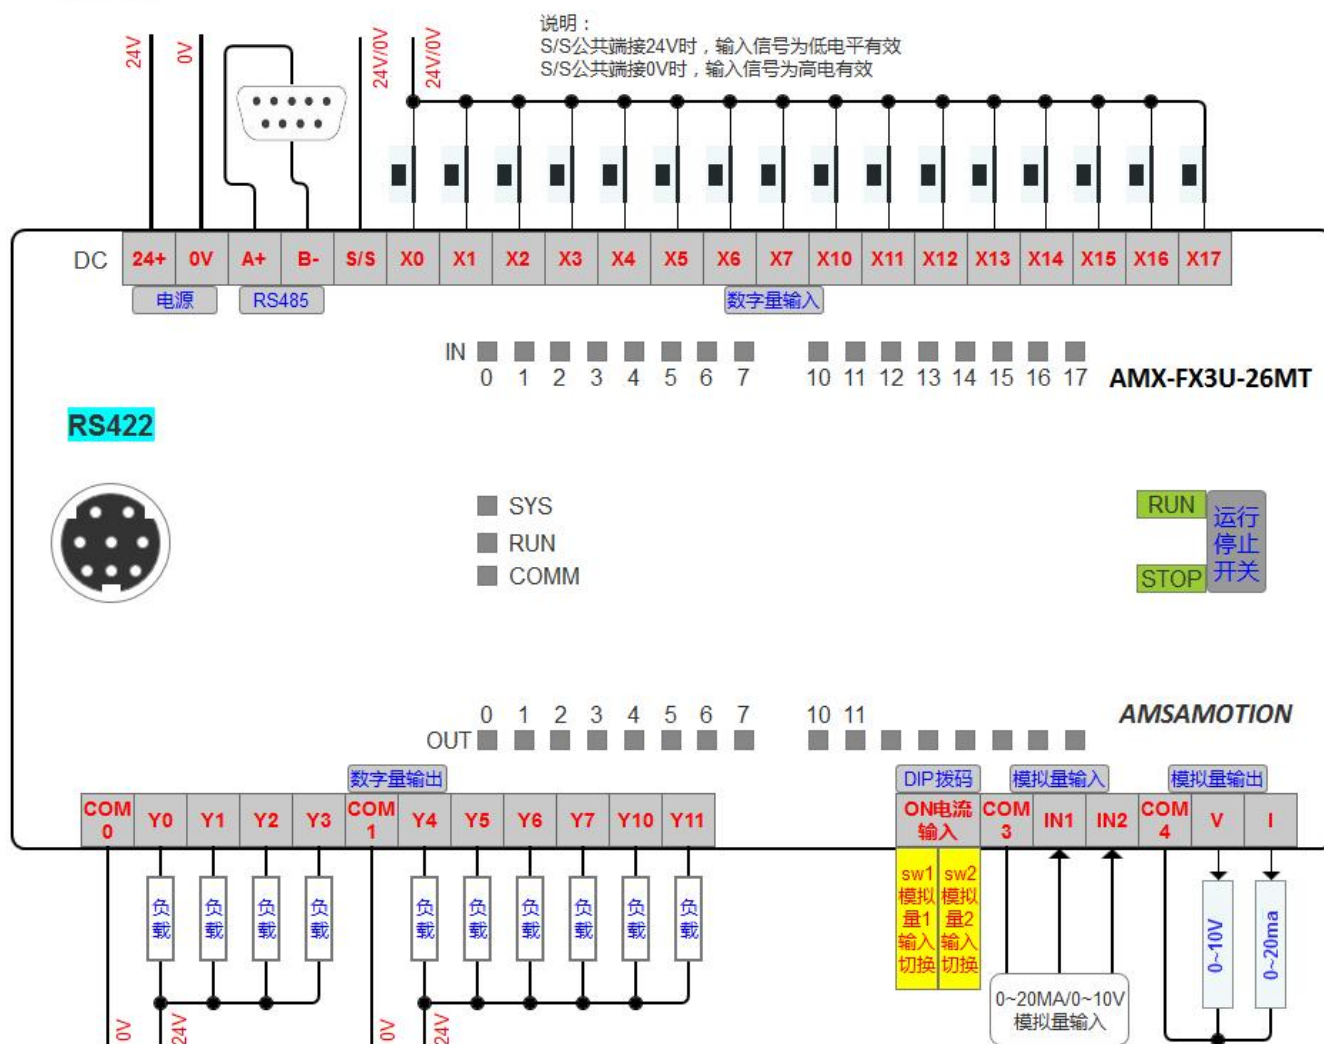 说明：
S/S公共端接24V时，输入信号为低电平有效
S/S公共端接0V时，输入信号为高电有效
24V
0V
24V/0V
24V/0V
DC 24+ 0V A+ B- S/S X0 X1 X2 X3 X4 X5 X6 X7 X10 X11 X12 X13 X14 X15 X16 X17
电源 RS485 数字量输入
IN
0 1 2 3 4 5 6 7 10 11 12 13 14 15 16 17
AMX-FX3U-26MT
RS422
SYS
RUN
COMM
RUN
STOP
运行
停止
开关
0 1 2 3 4 5 6 7 10 11
OUT
AMSAMOTION
数字量输出 DIP拨码 模拟量输入 模拟量输出
COM
0
Y0 Y1 Y2 Y3
COM
1
Y4 Y5 Y6 Y7 Y10 Y11
ON电流
输入
COM
3
IN1 IN2
COM
4
V I
负
载
负
载
负
载
负
载
负
载
负
载
负
载
负
载
负
载
负
载
sw1
模拟
量1
输入
切换
sw2
模拟
量2
输入
切换
0~20MA/0~10V
模拟量输入
0~10V
0~20ma
0V
24V
0V
24V